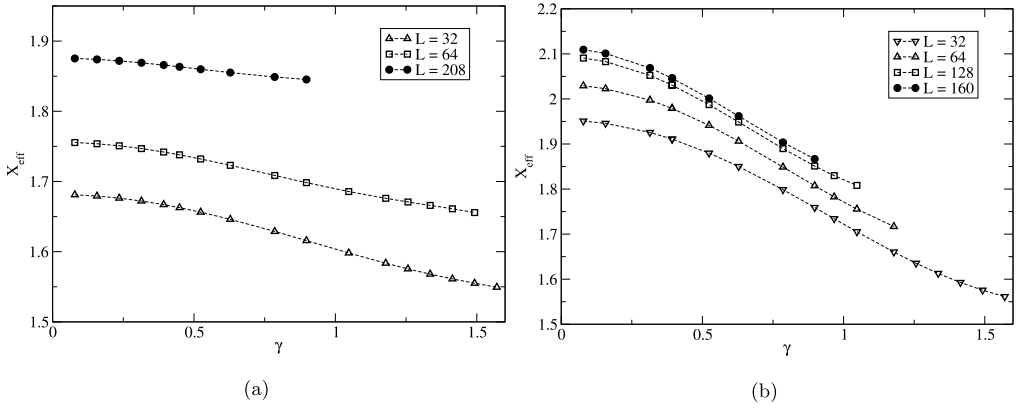 1.9
1.8
1.7
1.6
1.5
X_eff
0
0.5
1
1.5
γ
L = 32
L = 64
L = 208
(a)
2.2
2.1
2
1.9
1.8
1.7
1.6
1.5
X_eff
0
0.5
1
1.5
γ
L = 32
L = 64
L = 128
L = 160
(b)